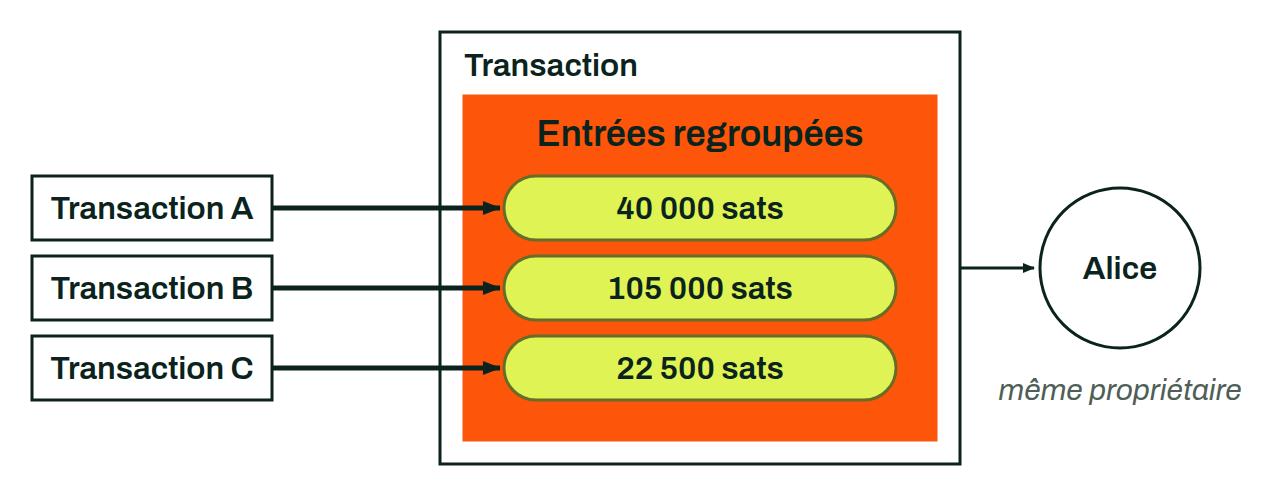 Transaction
Entrées regroupées
Transaction A
40 000 sats
Transaction B
105 000 sats
Transaction C
22 500 sats
Alice
même propriétaire